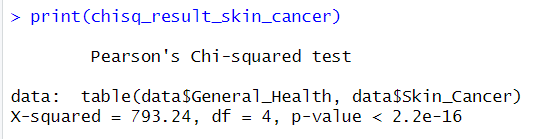 > print(chisq_result_skin_cancer)
Pearson's Chi-squared test
data:  table(data$General_Health, data$Skin_Cancer)
X-squared = 793.24, df = 4, p-value < 2.2e-16